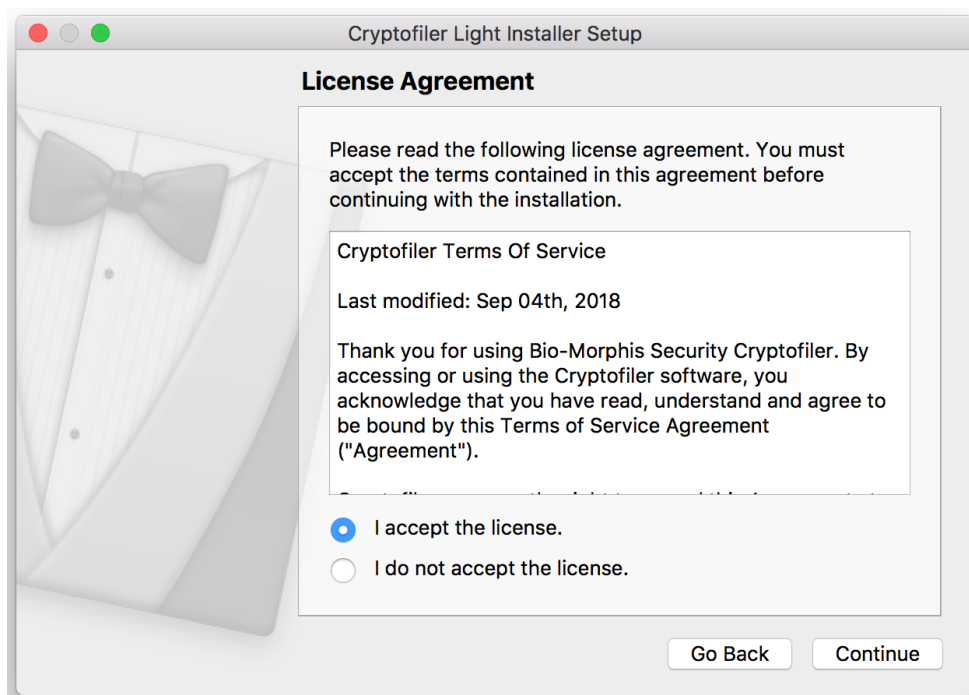 Cryptofiler Light Installer Setup
License Agreement
Please read the following license agreement. You must
accept the terms contained in this agreement before
continuing with the installation.
Cryptofiler Terms Of Service
Last modified: Sep 04th, 2018
Thank you for using Bio-Morphis Security Cryptofiler. By
accessing or using the Cryptofiler software, you
acknowledge that you have read, understand and agree to
be bound by this Terms of Service Agreement
("Agreement").
I accept the license.
I do not accept the license.
Go Back
Continue